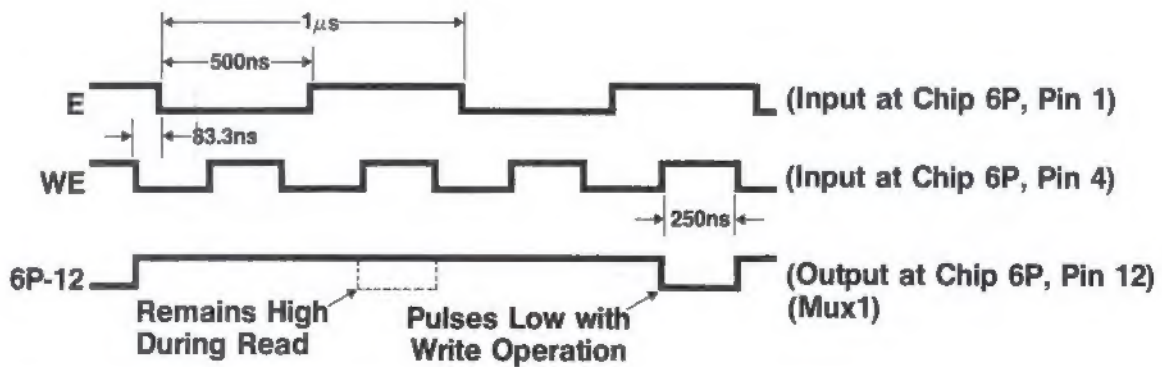 1μs
500ns
E
(Input at Chip 6P, Pin 1)
83.3ns
WE
(Input at Chip 6P, Pin 4)
250ns
6P-12
(Output at Chip 6P, Pin 12)
(Mux1)
Remains High
During Read
Pulses Low with
Write Operation